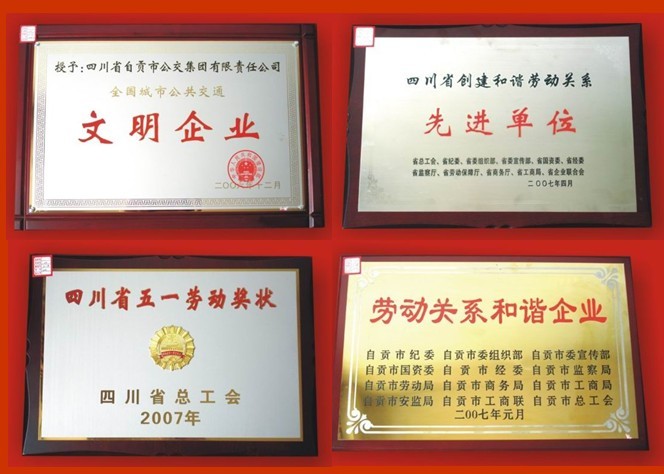 授予：四川省自贡市公交集团有限责任公司
全国城市公共交通
文明企业
十二月
四川省创建和谐劳动关系
先进单位
省总工会、省纪委、省委组织部、省委宣传部、省国资委、省经委
省监察厅、省劳动保障厅、省商务厅、省工商局、省企业联合会
二00七年四月
四川省五一劳动奖状
四川省总工会
2007年
劳动关系和谐企业
自贡市纪委 自贡市委组织部 自贡市委宣传部
自贡市国资委 自贡市经委 自贡市监察局
自贡市劳动局 自贡市商务局 自贡市工商局
自贡市安监局 自贡市工商联 自贡市总工会
二00七年元月